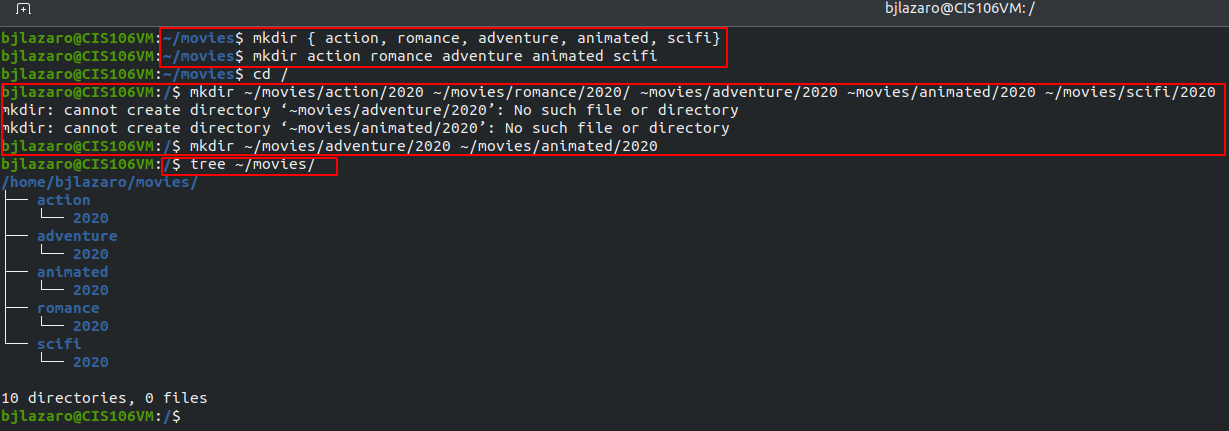 bjlazaro@CIS106VM: /
bjlazaro@CIS106VM:~/movies$ mkdir { action, romance, adventure, animated, scifi}
bjlazaro@CIS106VM:~/movies$ mkdir action romance adventure animated scifi
bjlazaro@CIS106VM:~/movies$ cd /
bjlazaro@CIS106VM:/$ mkdir ~/movies/action/2020 ~/movies/romance/2020/ ~movies/adventure/2020 ~movies/animated/2020 ~/movies/scifi/2020
mkdir: cannot create directory ‘~movies/adventure/2020’: No such file or directory
mkdir: cannot create directory ‘~movies/animated/2020’: No such file or directory
bjlazaro@CIS106VM:/$ mkdir ~/movies/adventure/2020 ~/movies/animated/2020
bjlazaro@CIS106VM:/$ tree ~/movies/
/home/bjlazaro/movies/
├── action
│   └── 2020
├── adventure
│   └── 2020
├── animated
│   └── 2020
├── romance
│   └── 2020
└── scifi
    └── 2020
10 directories, 0 files
bjlazaro@CIS106VM:/$